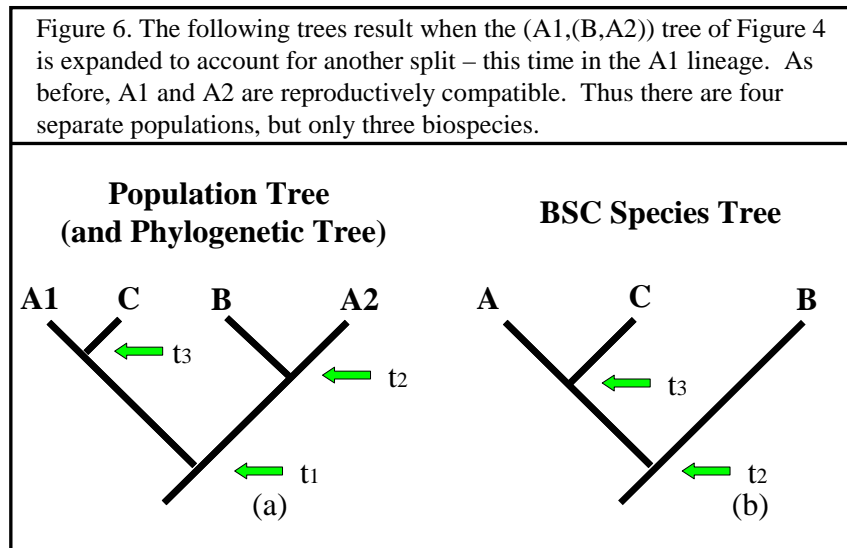 Figure 6. The following trees result when the (A1,(B,A2)) tree of Figure 4
is expanded to account for another split – this time in the A1 lineage. As
before, A1 and A2 are reproductively compatible. Thus there are four
separate populations, but only three biospecies.
Population Tree
(and Phylogenetic Tree)
A1 C B A2
t3
t2
t1
(a)
BSC Species Tree
A C B
t3
t2
(b)